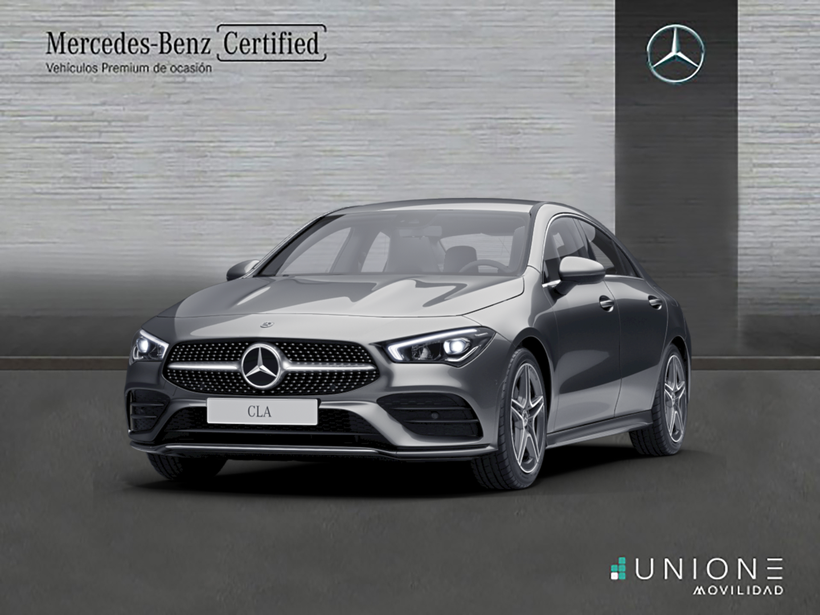 Mercedes-Benz Certified
Vehículos Premium de ocasión
CLA
UNIONE
MOVILIDAD